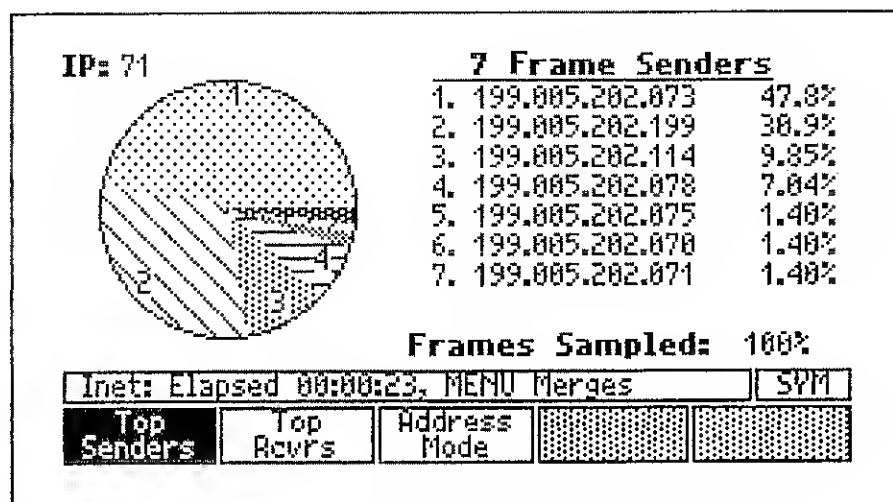 IP: 71
7 Frame Senders
1. 199.005.202.073 47.8%
2. 199.005.202.199 30.9%
3. 199.005.202.114 9.85%
4. 199.005.202.078 7.04%
5. 199.005.202.075 1.40%
6. 199.005.202.070 1.40%
7. 199.005.202.071 1.40%
1
4
2
3
Frames Sampled: 100%
Inet: Elapsed 00:00:23, MENU Merges
SYM
Top
Senders
Top
Rcvrs
Address
Mode